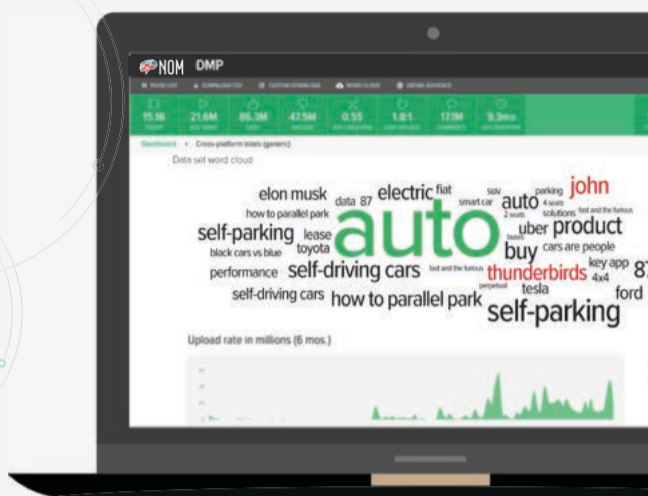 NOM DMP
WORD CLOUD
15.1B 21.6M 86.3M 47.5M 0.55 1.8:1 17.1M 9.3mo
Dashboard Cross-platform totals (generic)
Data set word cloud
elon musk data 87 electric fiat suv parking john
how to parallel park smart car auto 4 seats
2 seats solutions fast and the furious
self-parking lease auto uber product
black cars vs blue toyota buy cars are people
performance self-driving cars fast and the furious thunderbirds key app 87
4x4
perpetual tesla
self-driving cars how to parallel park ford
self-parking
Upload rate in millions (6 mos.)